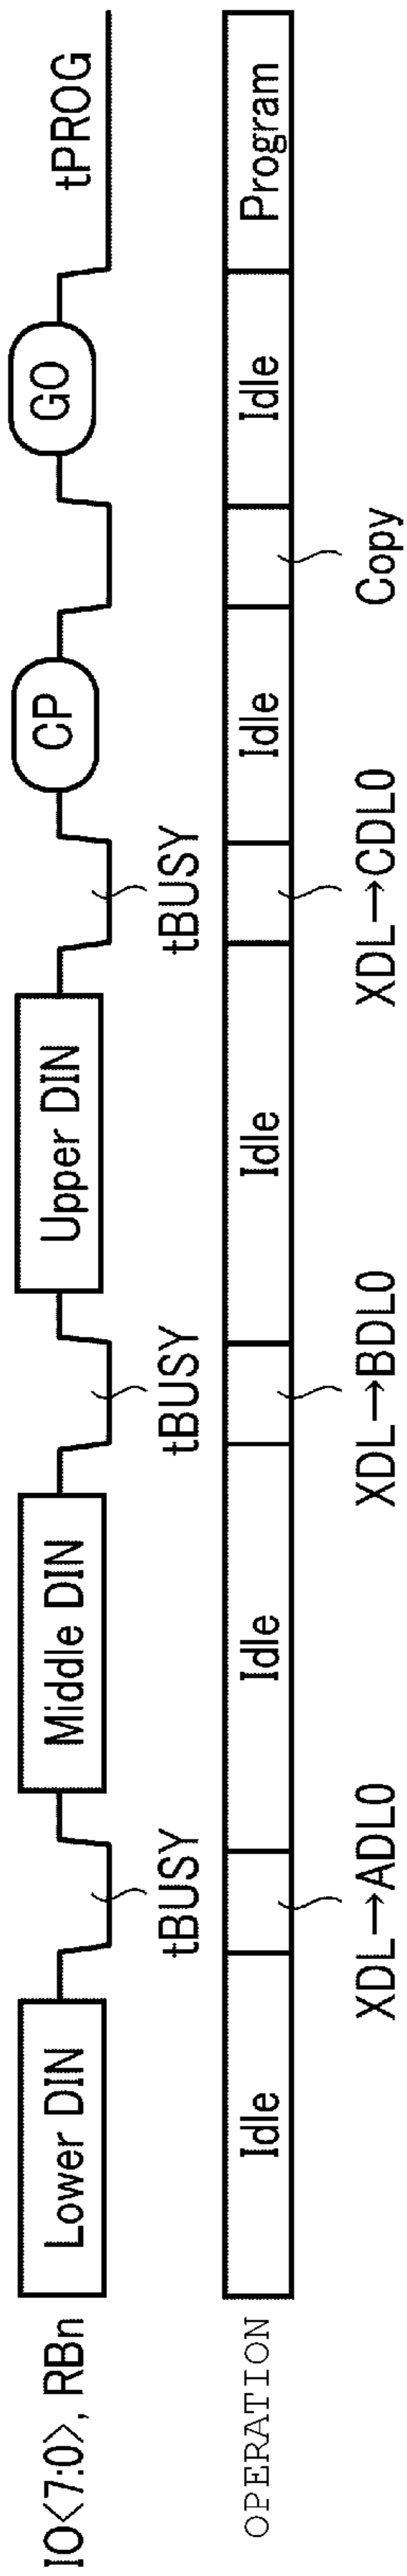 IO<7:0>, RBn
Lower DIN
Middle DIN
Upper DIN
CP
GO
tPROG
tBUSY
tBUSY
tBUSY
OPERATION
Idle
Idle
Idle
Idle
Idle
Program
XDL→ADL0
XDL→BDL0
XDL→CDL0
Copy